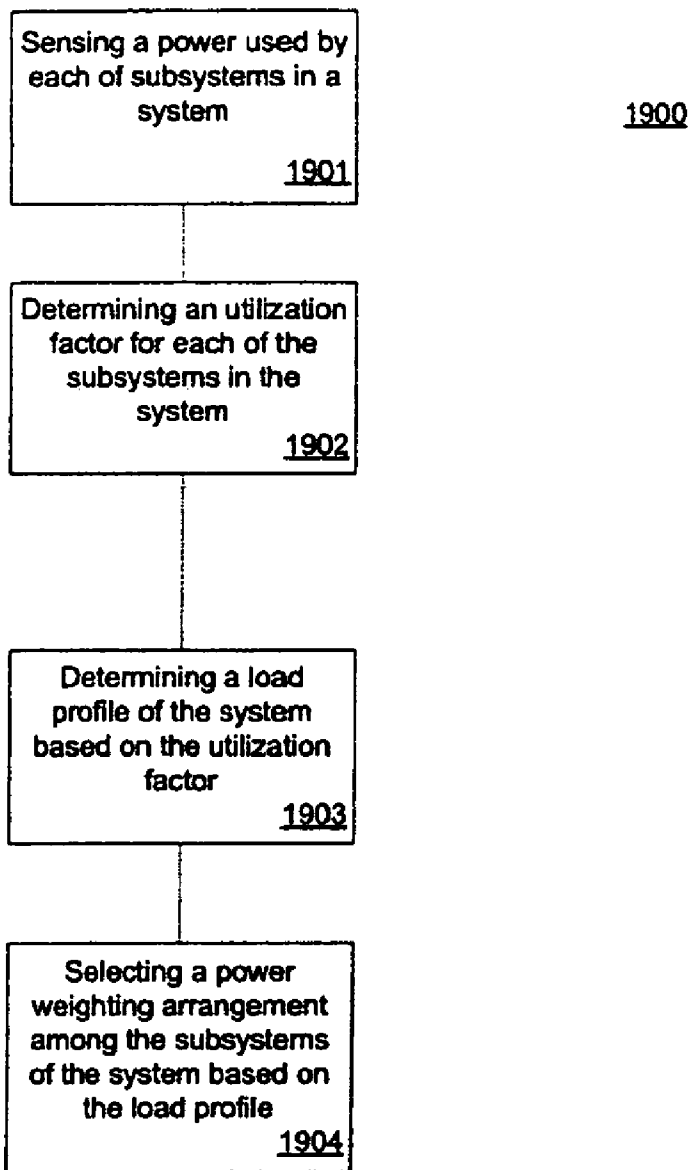 Sensing a power used by
each of subsystems in a
system
1901
1900
Determining an utilization
factor for each of the
subsystems in the
system
1902
Determining a load
profile of the system
based on the utilization
factor
1903
Selecting a power
weighting arrangement
among the subsystems
of the system based on
the load profile
1904